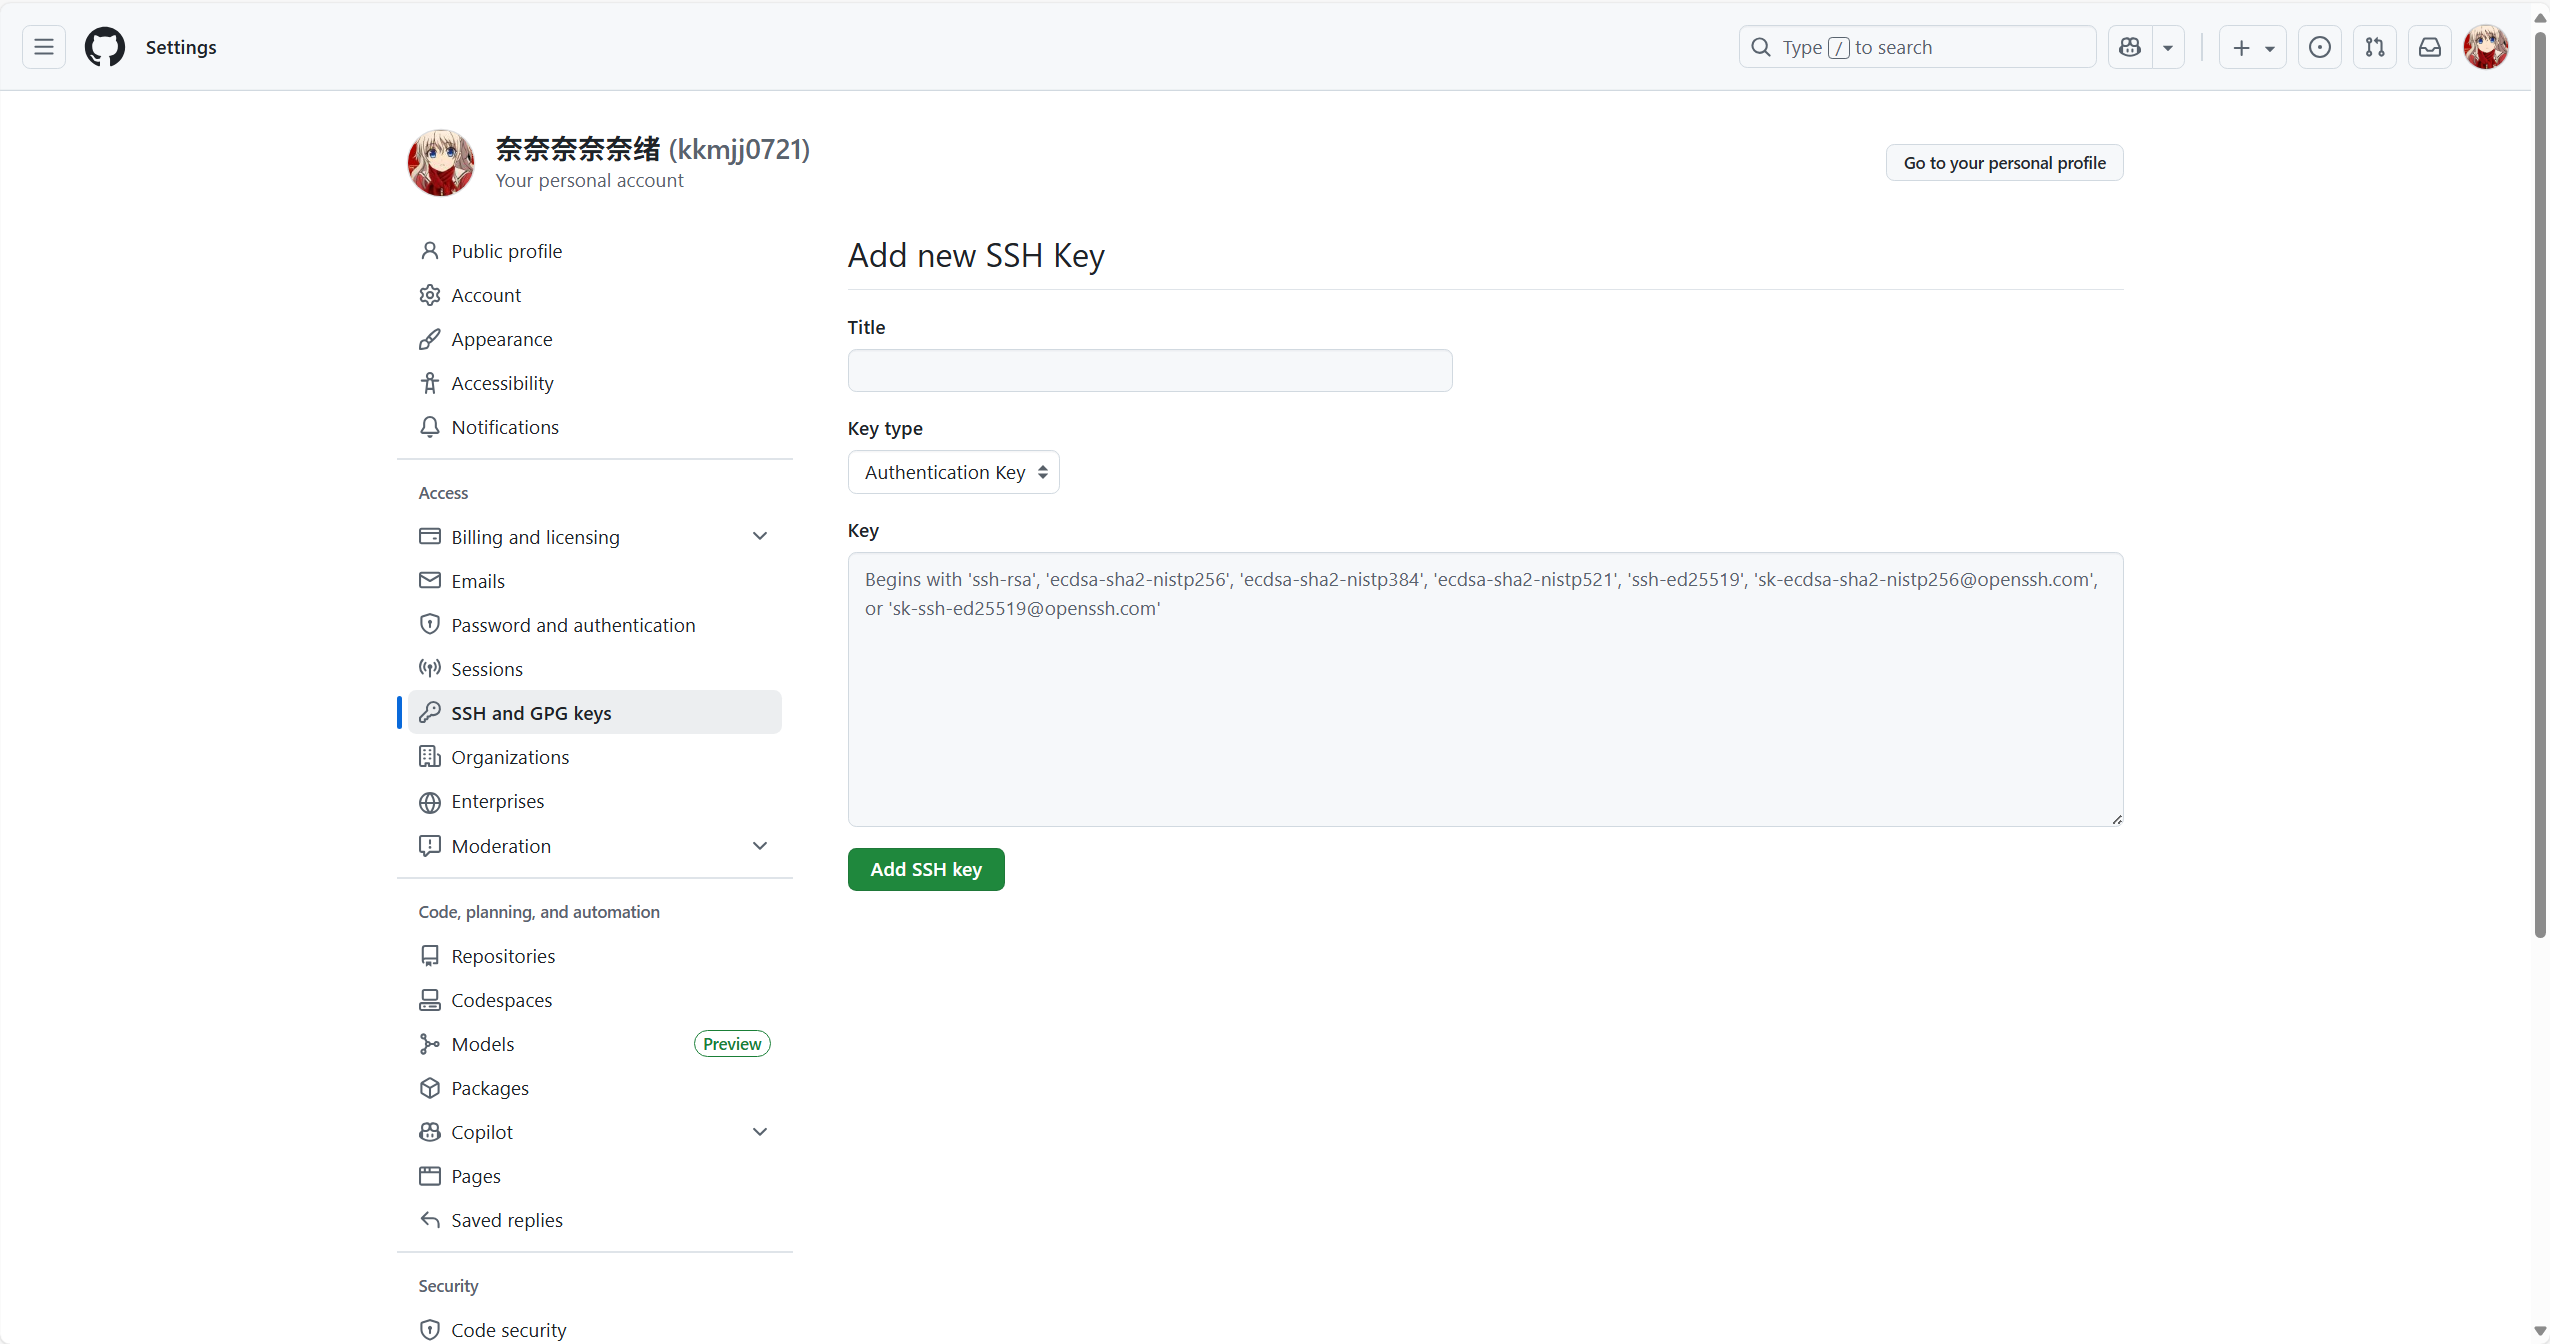 Settings
Type / to search
奈奈奈奈奈绪 (kkmjj0721)
Your personal account
Go to your personal profile
Public profile
Account
Appearance
Accessibility
Notifications
Access
Billing and licensing
Emails
Password and authentication
Sessions
SSH and GPG keys
Organizations
Enterprises
Moderation
Code, planning, and automation
Repositories
Codespaces
Models
Preview
Packages
Copilot
Pages
Saved replies
Security
Code security
Add new SSH Key
Title
Key type
Authentication Key
Key
Begins with 'ssh-rsa', 'ecdsa-sha2-nistp256', 'ecdsa-sha2-nistp384', 'ecdsa-sha2-nistp521', 'ssh-ed25519', 'sk-ecdsa-sha2-nistp256@openssh.com',
or 'sk-ssh-ed25519@openssh.com'
Add SSH key